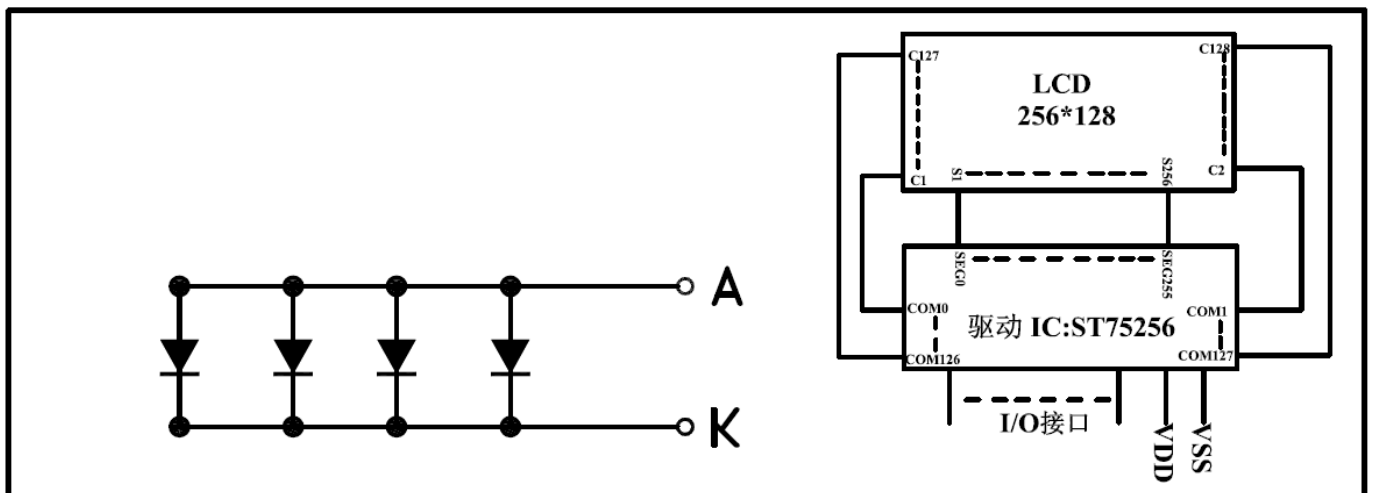 C127
C128
LCD
256*128
C1
S1
S256
C2
SEG0
SEG255
COM0
COM1
驱动 IC:ST75256
COM126
COM127
I/O接口
VDD
VSS
A
K